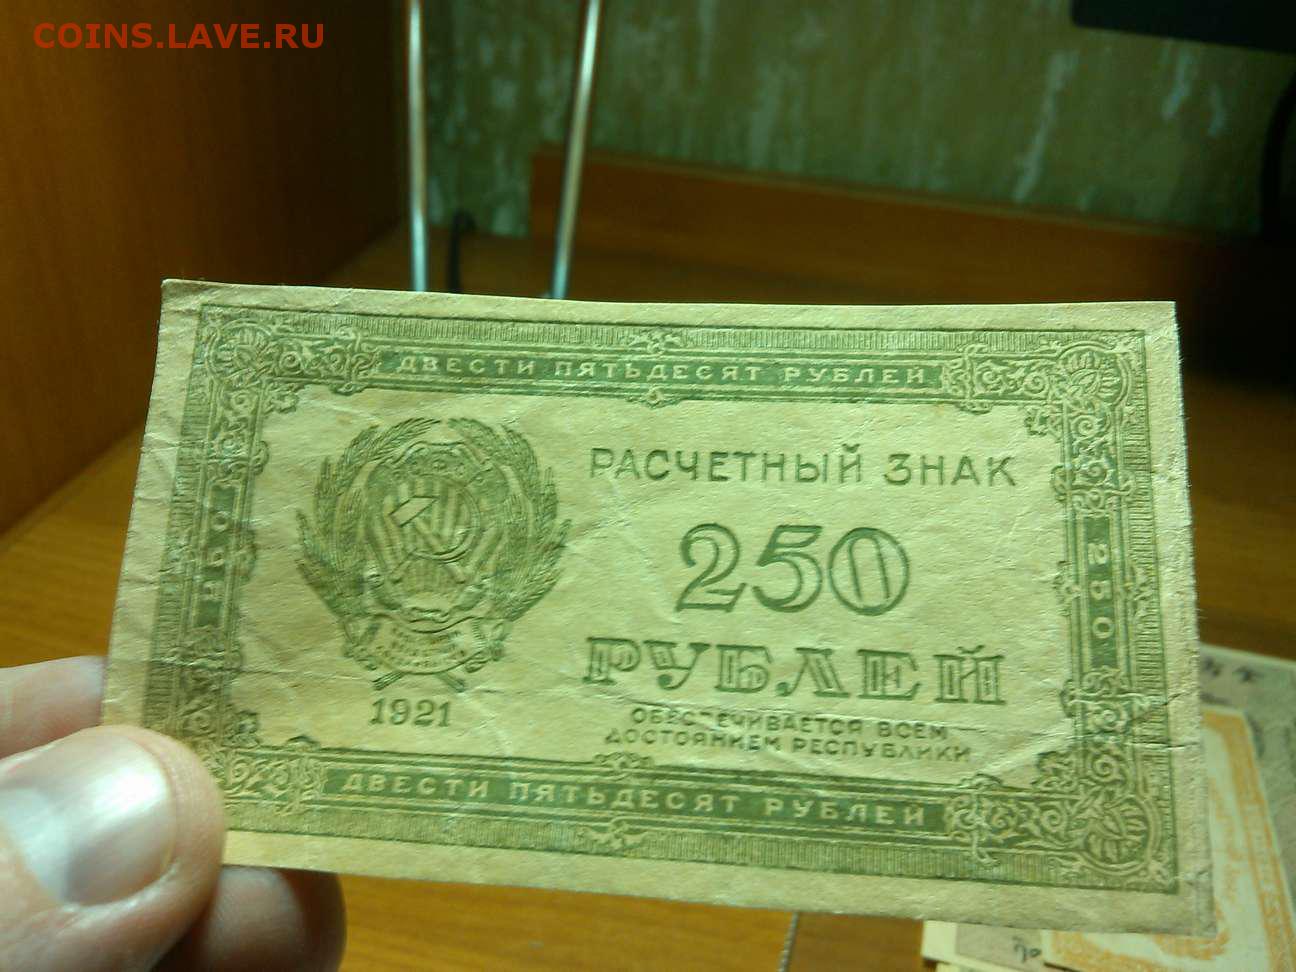 COINS.LAVE.RU
ДВЕСТИ ПЯТЬДЕСЯТ РУБЛЕЙ
РАСЧЕТНЫЙ ЗНАК
250
250
250
РУБЛЕЙ
1921
ОБЕСПЕЧИВАЕТСЯ ВСЕМ
ДОСТОЯНИЕМ РЕСПУБЛИКИ
ДВЕСТИ ПЯТЬДЕСЯТ РУБЛЕЙ